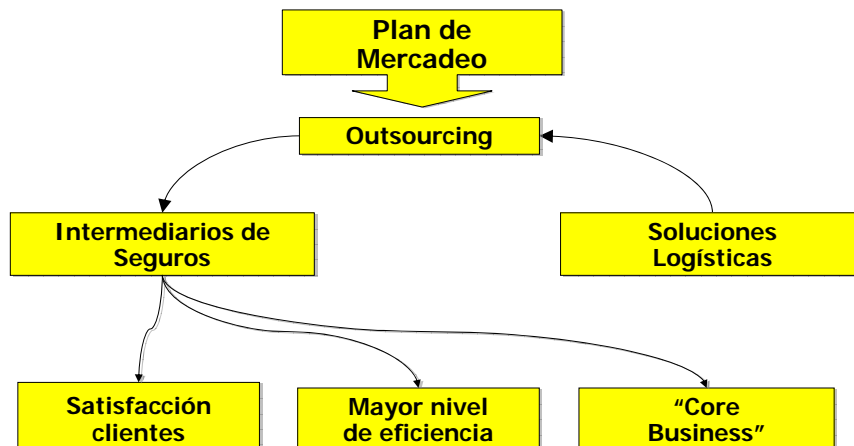 Plan de
Mercadeo
Outsourcing
Intermediarios de
Seguros
Soluciones
Logísticas
Satisfacción
clientes
Mayor nivel
de eficiencia
“Core
Business”